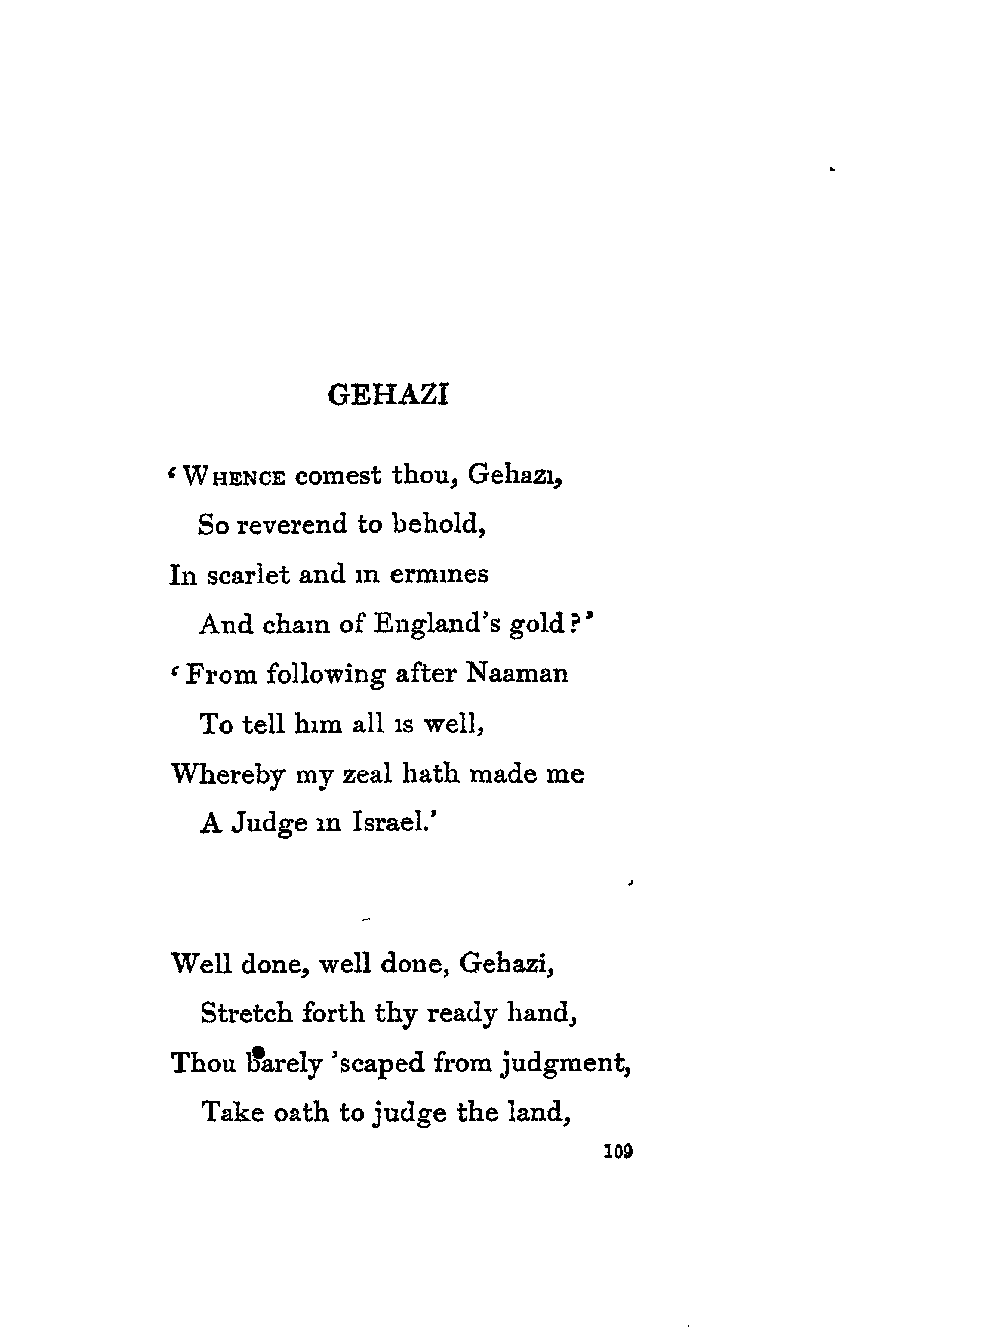 GEHAZI
‘WHENCE comest thou, Gehazi,
So reverend to behold,
In scarlet and in ermines
And chain of England’s gold?’
‘From following after Naaman
To tell him all is well,
Whereby my zeal hath made me
A Judge in Israel.’
Well done, well done, Gehazi,
Stretch forth thy ready hand,
Thou barely ’scaped from judgment,
Take oath to judge the land,
109